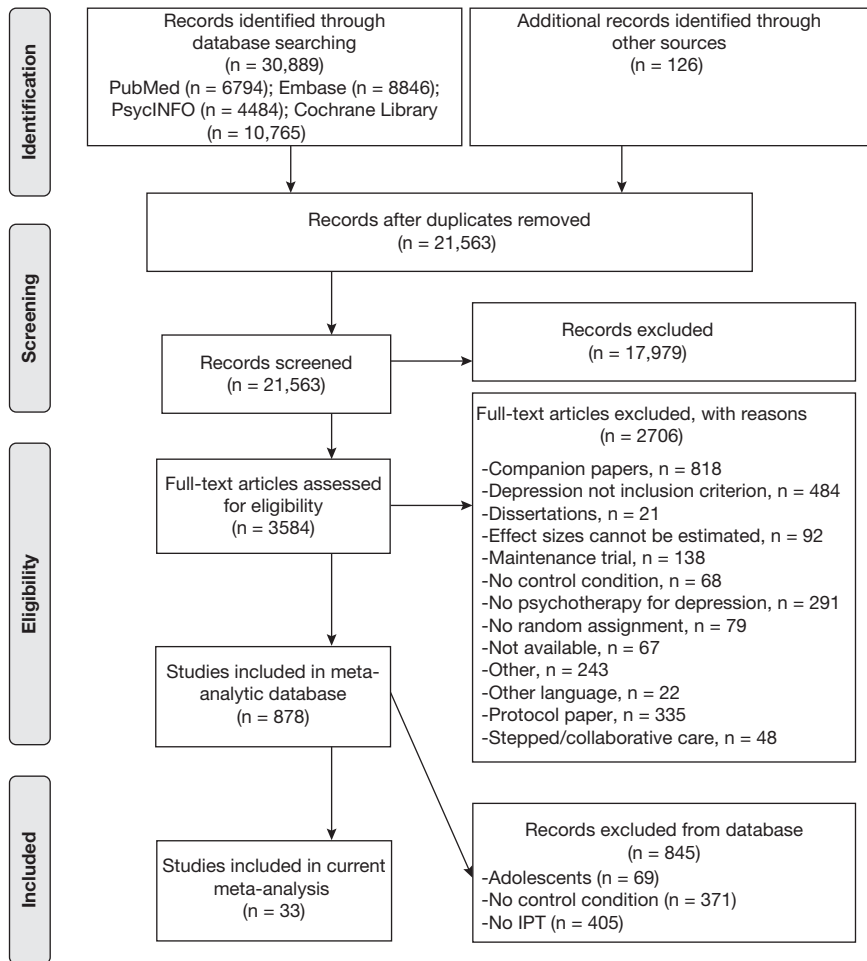 Identification
Records identified through
database searching
(n = 30,889)
PubMed (n = 6794); Embase (n = 8846);
PsycINFO (n = 4484); Cochrane Library
(n = 10,765)
Additional records identified through
other sources
(n = 126)
Records after duplicates removed
(n = 21,563)
Screening
Records screened
(n = 21,563)
Records excluded
(n = 17,979)
Eligibility
Full-text articles assessed
for eligibility
(n = 3584)
Full-text articles excluded, with reasons
(n = 2706)
-Companion papers, n = 818
-Depression not inclusion criterion, n = 484
-Dissertations, n = 21
-Effect sizes cannot be estimated, n = 92
-Maintenance trial, n = 138
-No control condition, n = 68
-No psychotherapy for depression, n = 291
-No random assignment, n = 79
-Not available, n = 67
-Other, n = 243
-Other language, n = 22
-Protocol paper, n = 335
-Stepped/collaborative care, n = 48
Studies included in meta-
analytic database
(n = 878)
Included
Studies included in current
meta-analysis
(n = 33)
Records excluded from database
(n = 845)
-Adolescents (n = 69)
-No control condition (n = 371)
-No IPT (n = 405)